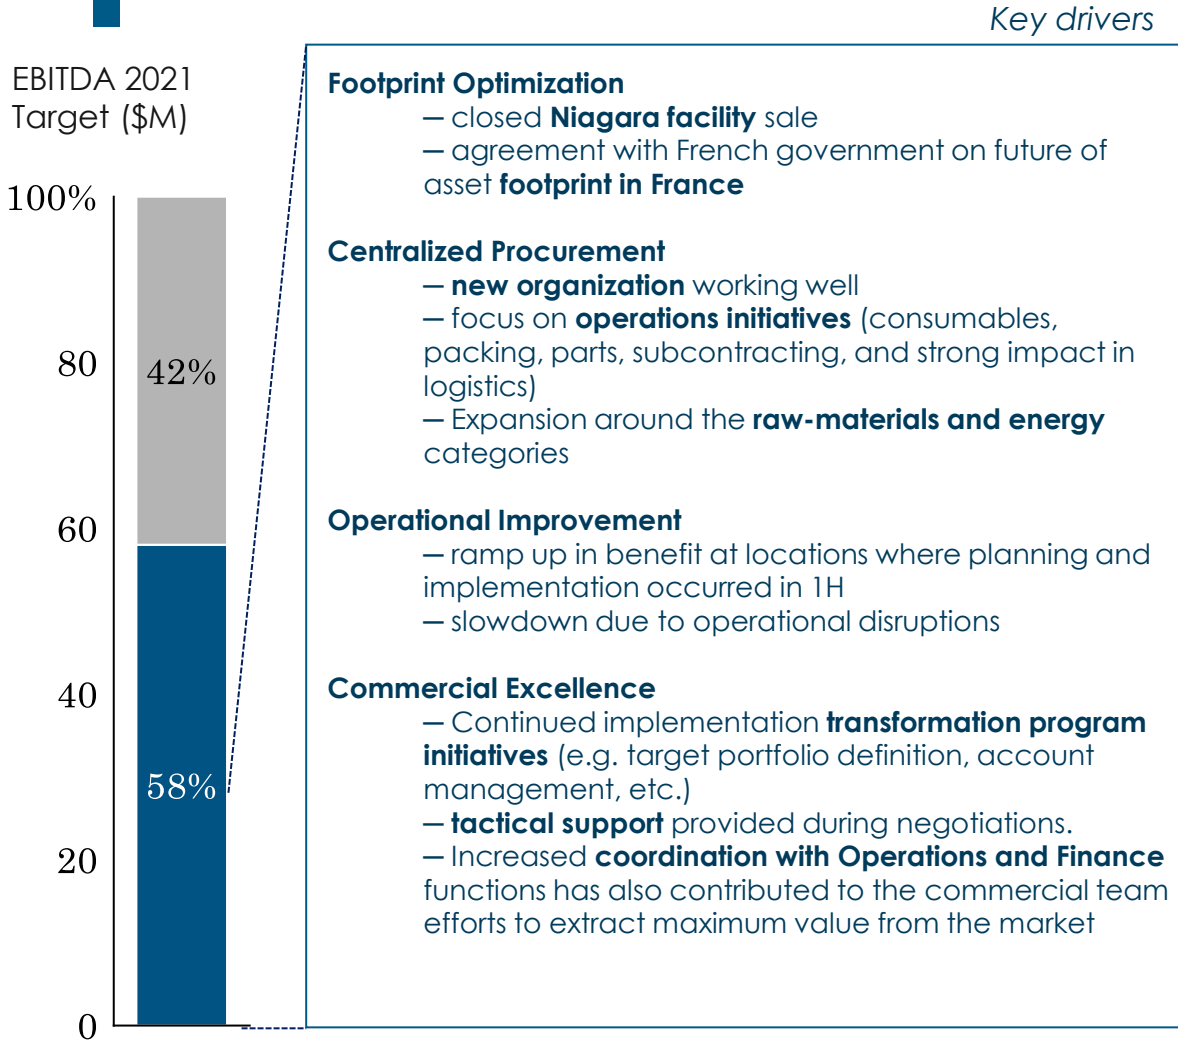 Key drivers
EBITDA 2021
Target ($M)
100%
80
60
40
20
0
42%
58%
Footprint Optimization
— closed Niagara facility sale
— agreement with French government on future of
asset footprint in France
Centralized Procurement
— new organization working well
— focus on operations initiatives (consumables,
packing, parts, subcontracting, and strong impact in
logistics)
— Expansion around the raw-materials and energy
categories
Operational Improvement
— ramp up in benefit at locations where planning and
implementation occurred in 1H
— slowdown due to operational disruptions
Commercial Excellence
— Continued implementation transformation program
initiatives (e.g. target portfolio definition, account
management, etc.)
— tactical support provided during negotiations.
— Increased coordination with Operations and Finance
functions has also contributed to the commercial team
efforts to extract maximum value from the market